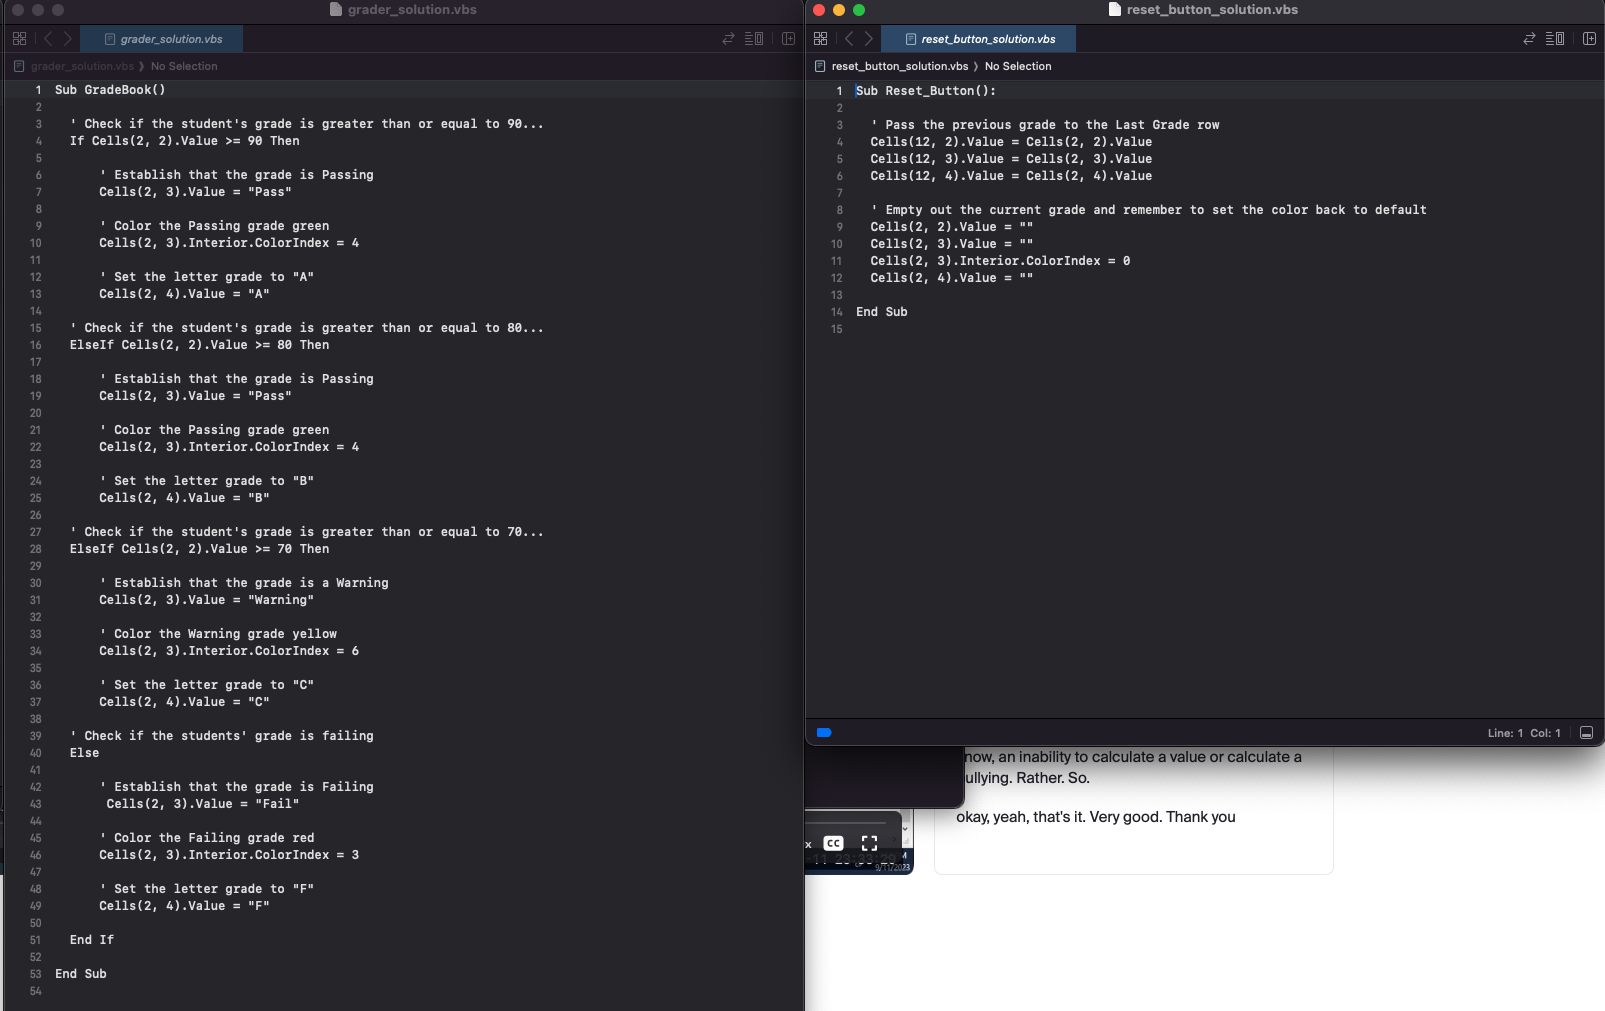 grader_solution.vbs
grader_solution.vbs
grader_solution.vbs > No Selection
1 Sub GradeBook()
2
3 ' Check if the student's grade is greater than or equal to 90...
4 If Cells(2, 2).Value >= 90 Then
5
6 ' Establish that the grade is Passing
7 Cells(2, 3).Value = "Pass"
8
9 ' Color the Passing grade green
10 Cells(2, 3).Interior.ColorIndex = 4
11
12 ' Set the letter grade to "A"
13 Cells(2, 4).Value = "A"
14
15 ' Check if the student's grade is greater than or equal to 80...
16 ElseIf Cells(2, 2).Value >= 80 Then
17
18 ' Establish that the grade is Passing
19 Cells(2, 3).Value = "Pass"
20
21 ' Color the Passing grade green
22 Cells(2, 3).Interior.ColorIndex = 4
23
24 ' Set the letter grade to "B"
25 Cells(2, 4).Value = "B"
26
27 ' Check if the student's grade is greater than or equal to 70...
28 ElseIf Cells(2, 2).Value >= 70 Then
29
30 ' Establish that the grade is a Warning
31 Cells(2, 3).Value = "Warning"
32
33 ' Color the Warning grade yellow
34 Cells(2, 3).Interior.ColorIndex = 6
35
36 ' Set the letter grade to "C"
37 Cells(2, 4).Value = "C"
38
39 ' Check if the students' grade is failing
40 Else
41
42 ' Establish that the grade is Failing
43 Cells(2, 3).Value = "Fail"
44
45 ' Color the Failing grade red
46 Cells(2, 3).Interior.ColorIndex = 3
47
48 ' Set the letter grade to "F"
49 Cells(2, 4).Value = "F"
50
51 End If
52
53 End Sub
54
reset_button_solution.vbs
reset_button_solution.vbs
reset_button_solution.vbs > No Selection
1 Sub Reset_Button():
2
3 ' Pass the previous grade to the Last Grade row
4 Cells(12, 2).Value = Cells(2, 2).Value
5 Cells(12, 3).Value = Cells(2, 3).Value
6 Cells(12, 4).Value = Cells(2, 4).Value
7
8 ' Empty out the current grade and remember to set the color back to default
9 Cells(2, 2).Value = ""
10 Cells(2, 3).Value = ""
11 Cells(2, 3).Interior.ColorIndex = 0
12 Cells(2, 4).Value = ""
13
14 End Sub
15
Line: 1 Col: 1
now, an inability to calculate a value or calculate a
ullying. Rather. So.
okay, yeah, that's it. Very good. Thank you
x CC
-11 23:33:29
9/11/2023